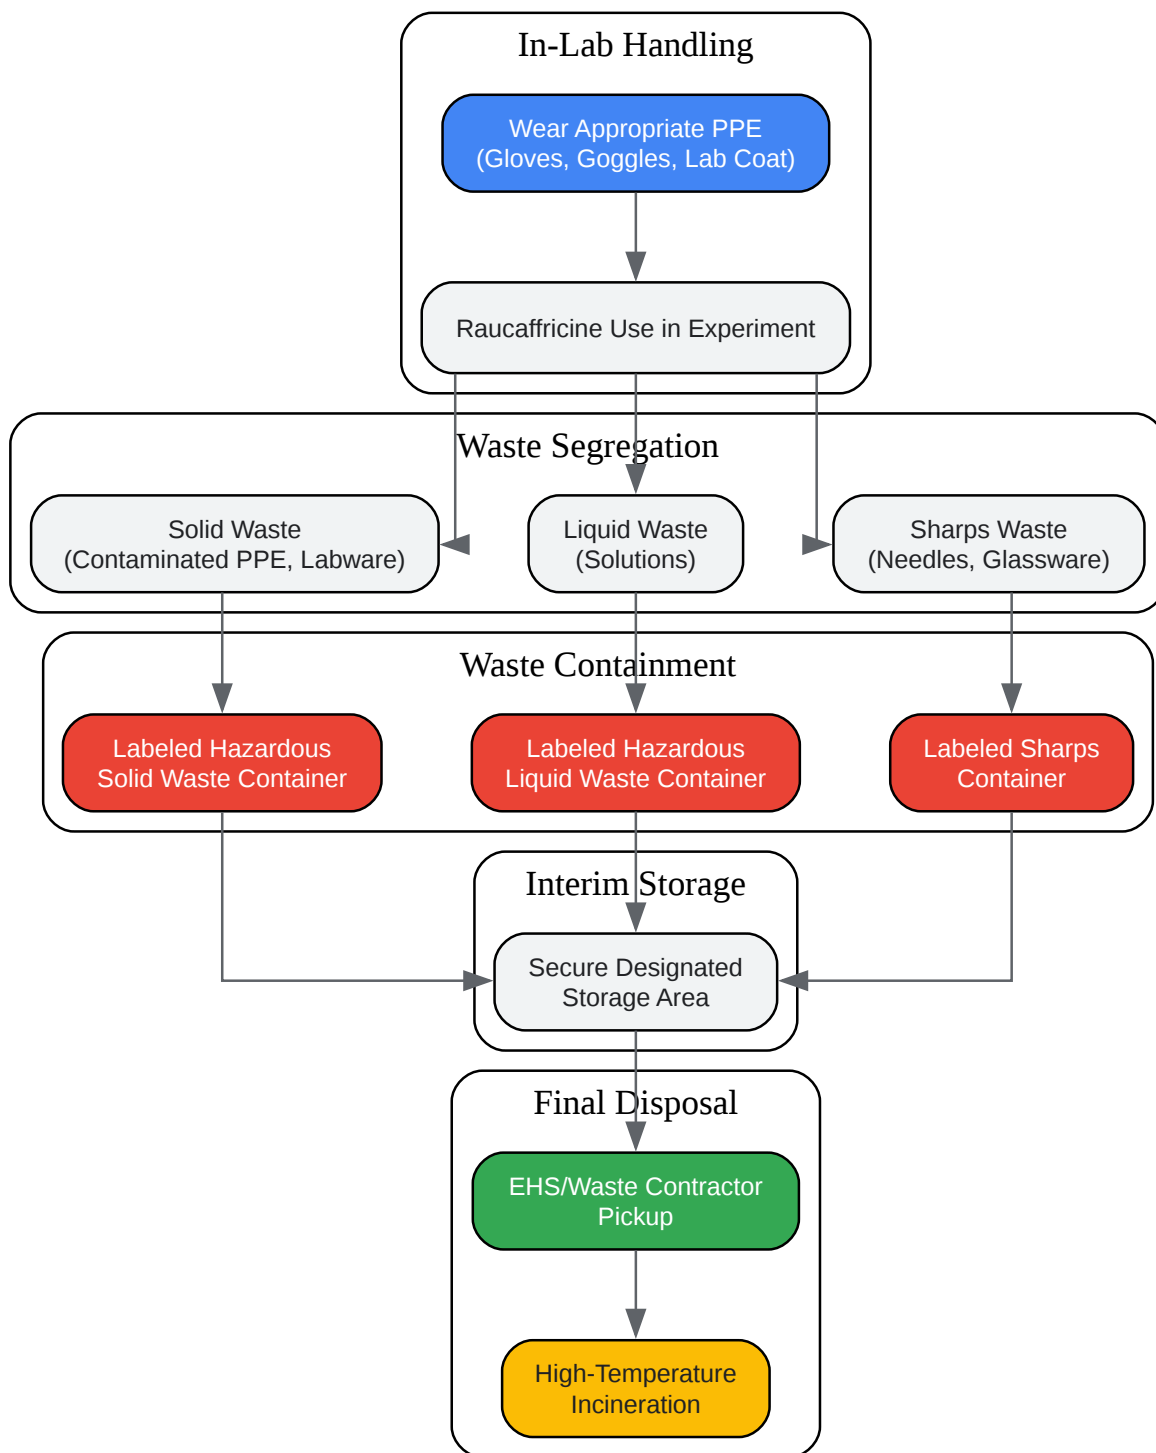 In-Lab Handling
Wear Appropriate PPE
(Gloves, Goggles, Lab Coat)
Raucaffricine Use in Experiment
Waste Segregation
Solid Waste
(Contaminated PPE, Labware)
Liquid Waste
(Solutions)
Sharps Waste
(Needles, Glassware)
Waste Containment
Labeled Hazardous
Solid Waste Container
Labeled Hazardous
Liquid Waste Container
Labeled Sharps
Container
Interim Storage
Secure Designated
Storage Area
Final Disposal
EHS/Waste Contractor
Pickup
High-Temperature
Incineration